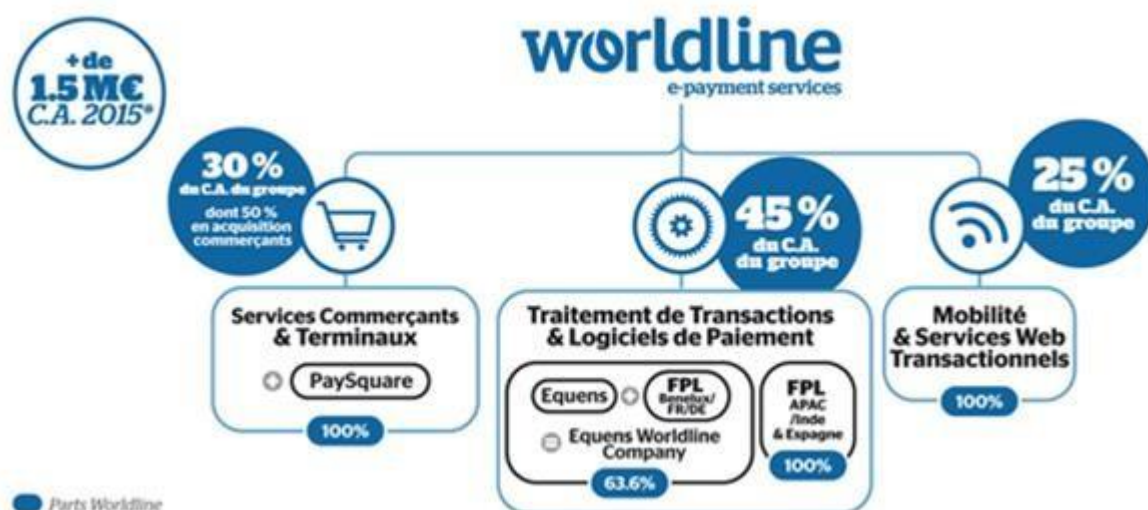 +de
1.5 M€
C.A. 2015*
worldline
e-payment services
30 %
du C.A. du groupe
dont 50 %
en acquisition
commerçants
45 %
du C.A.
du groupe
25 %
du C.A.
du groupe
Services Commerçants
& Terminaux
PaySquare
100%
Traitement de Transactions
& Logiciels de Paiement
Equens
FPL
Benelux/
FR/DE
Equens Worldline
Company
63.6%
FPL
APAC
/Inde
& Espagne
100%
Mobilité
& Services Web
Transactionnels
100%
Parts Worldline